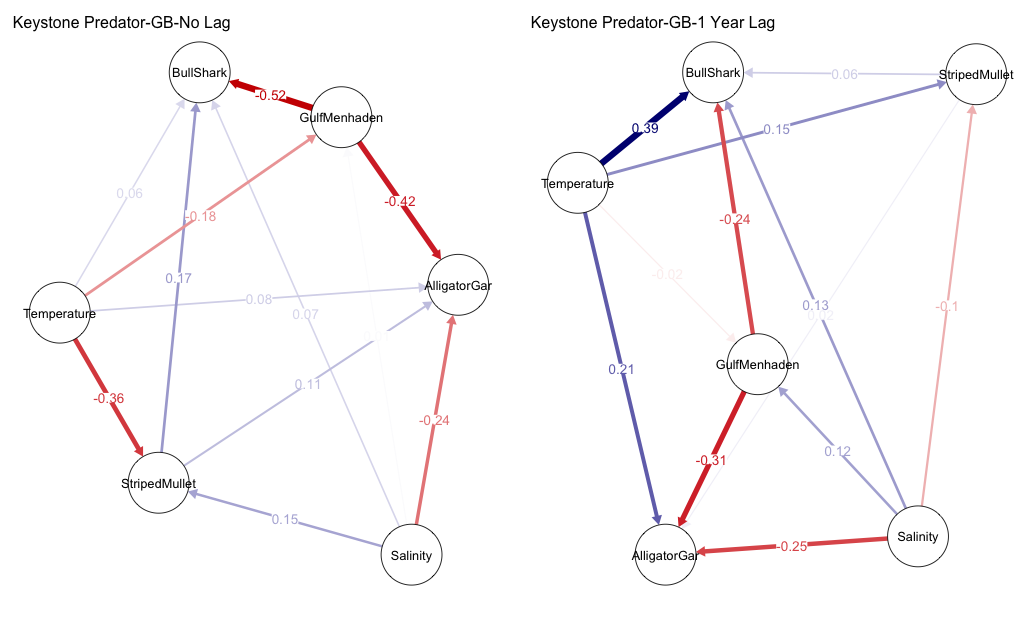 Keystone Predator-GB-No Lag
BullShark
-0.52
GulfMenhaden
0.06
-0.18
-0.42
0.17
AlligatorGar
0.08
Temperature
0.07
0.11
-0.36
-0.24
StripedMullet
0.15
Salinity
Keystone Predator-GB-1 Year Lag
BullShark
0.06
StripedMullet
0.39
0.15
Temperature
-0.24
-0.02
0.13
-0.1
GulfMenhaden
0.21
0.12
-0.31
Salinity
-0.25
AlligatorGar